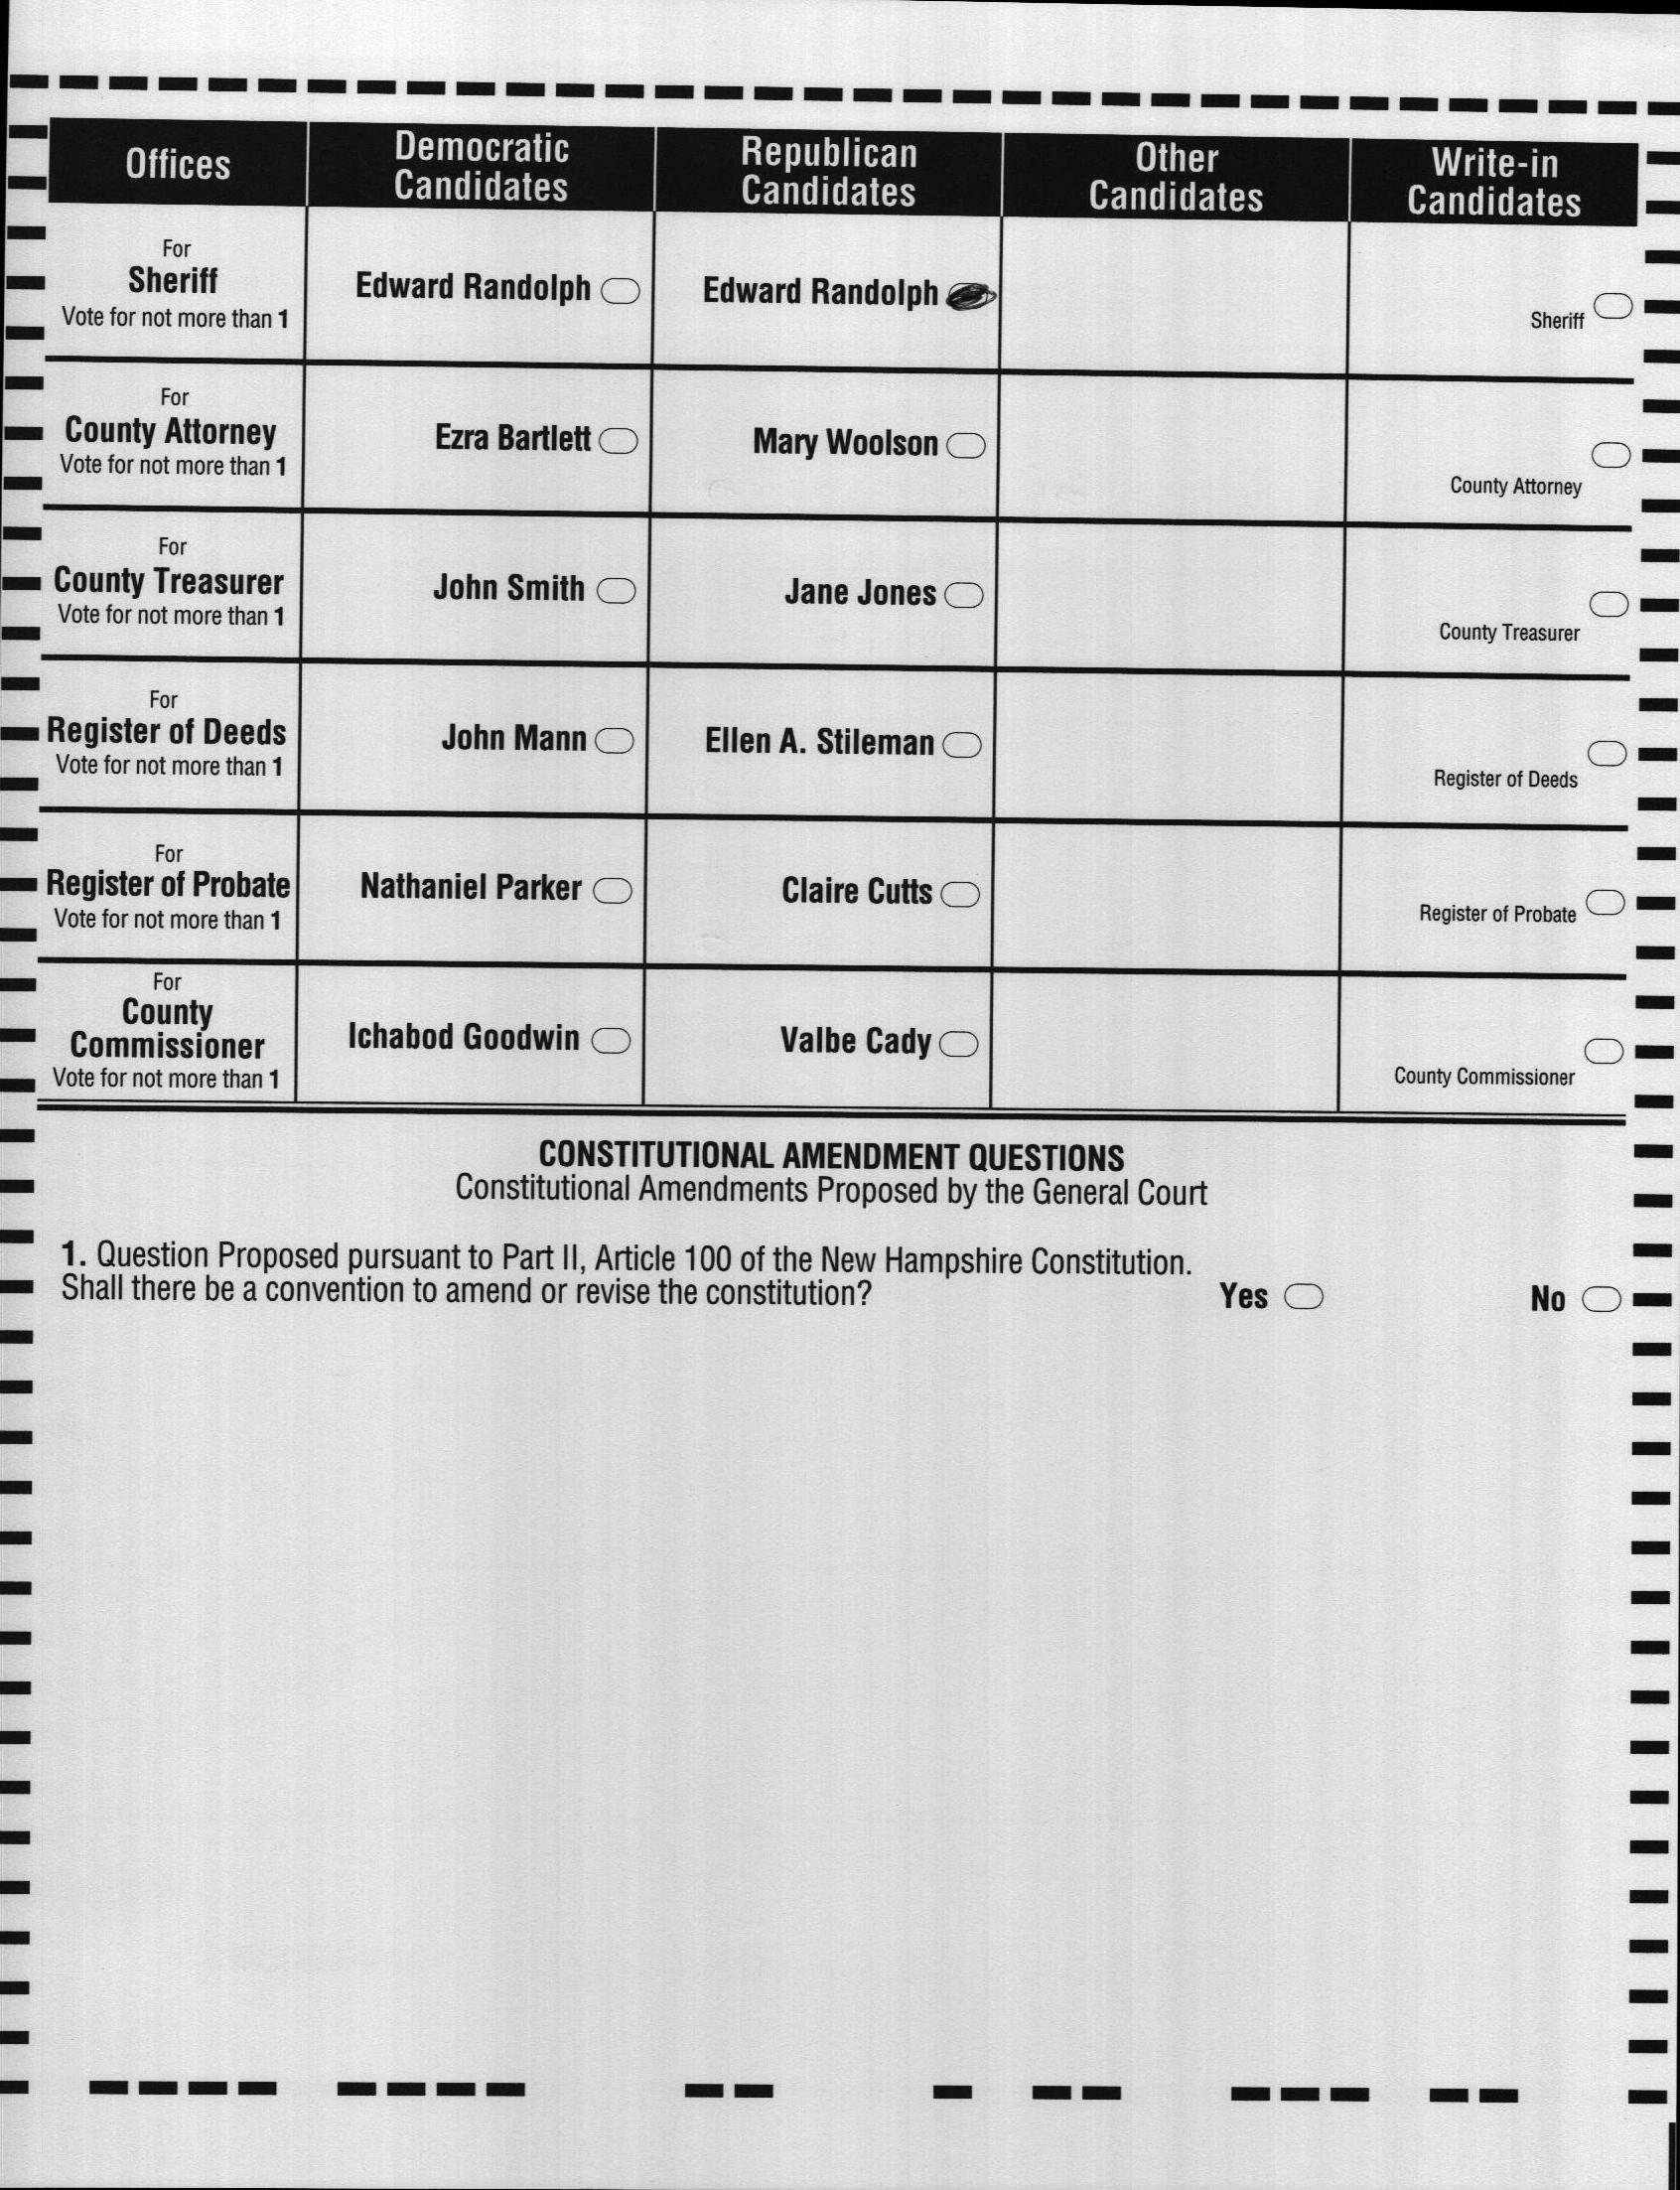 Offices
Democratic Candidates
Republican Candidates
Other Candidates
Write-in Candidates
For
Sheriff
Vote for not more than 1
Edward Randolph
Edward Randolph
Sheriff
For
County Attorney
Vote for not more than 1
Ezra Bartlett
Mary Woolson
County Attorney
For
County Treasurer
Vote for not more than 1
John Smith
Jane Jones
County Treasurer
For
Register of Deeds
Vote for not more than 1
John Mann
Ellen A. Stileman
Register of Deeds
For
Register of Probate
Vote for not more than 1
Nathaniel Parker
Claire Cutts
Register of Probate
For
County
Commissioner
Vote for not more than 1
Ichabod Goodwin
Valbe Cady
County Commissioner
CONSTITUTIONAL AMENDMENT QUESTIONS
Constitutional Amendments Proposed by the General Court
1. Question Proposed pursuant to Part II, Article 100 of the New Hampshire Constitution.
Shall there be a convention to amend or revise the constitution?
Yes
No